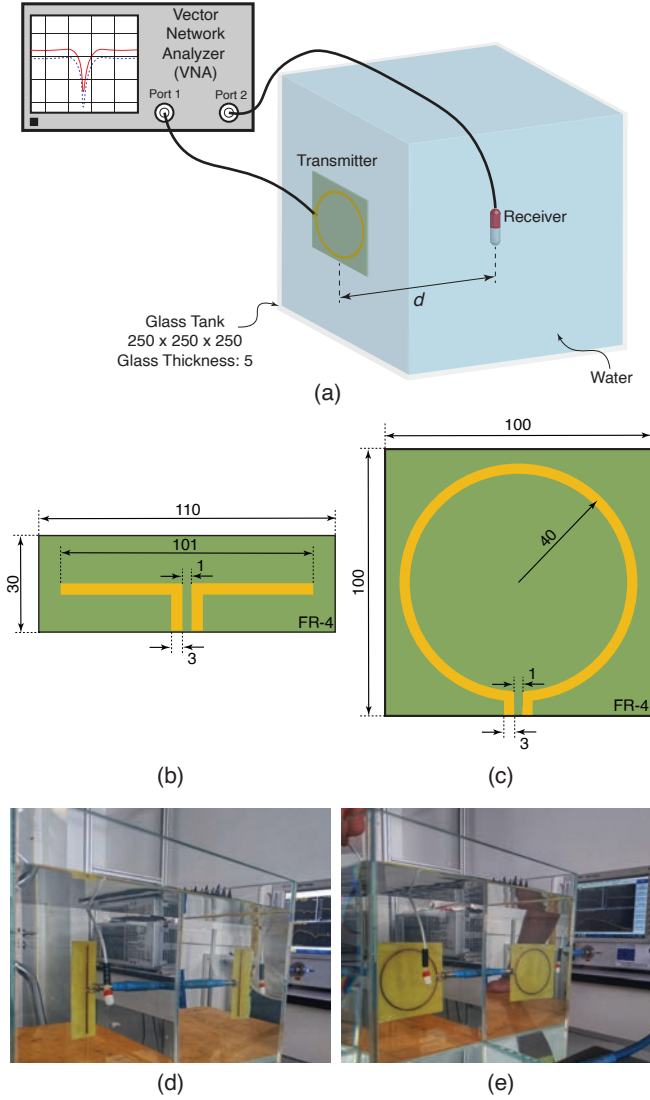 Vector
Network
Analyzer
(VNA)
Port 1
Port 2
Transmitter
Receiver
d
Glass Tank
250 x 250 x 250
Glass Thickness: 5
Water
(a)
110
101
1
30
FR-4
3
(b)
100
100
40
1
FR-4
3
(c)
(d)
(e)